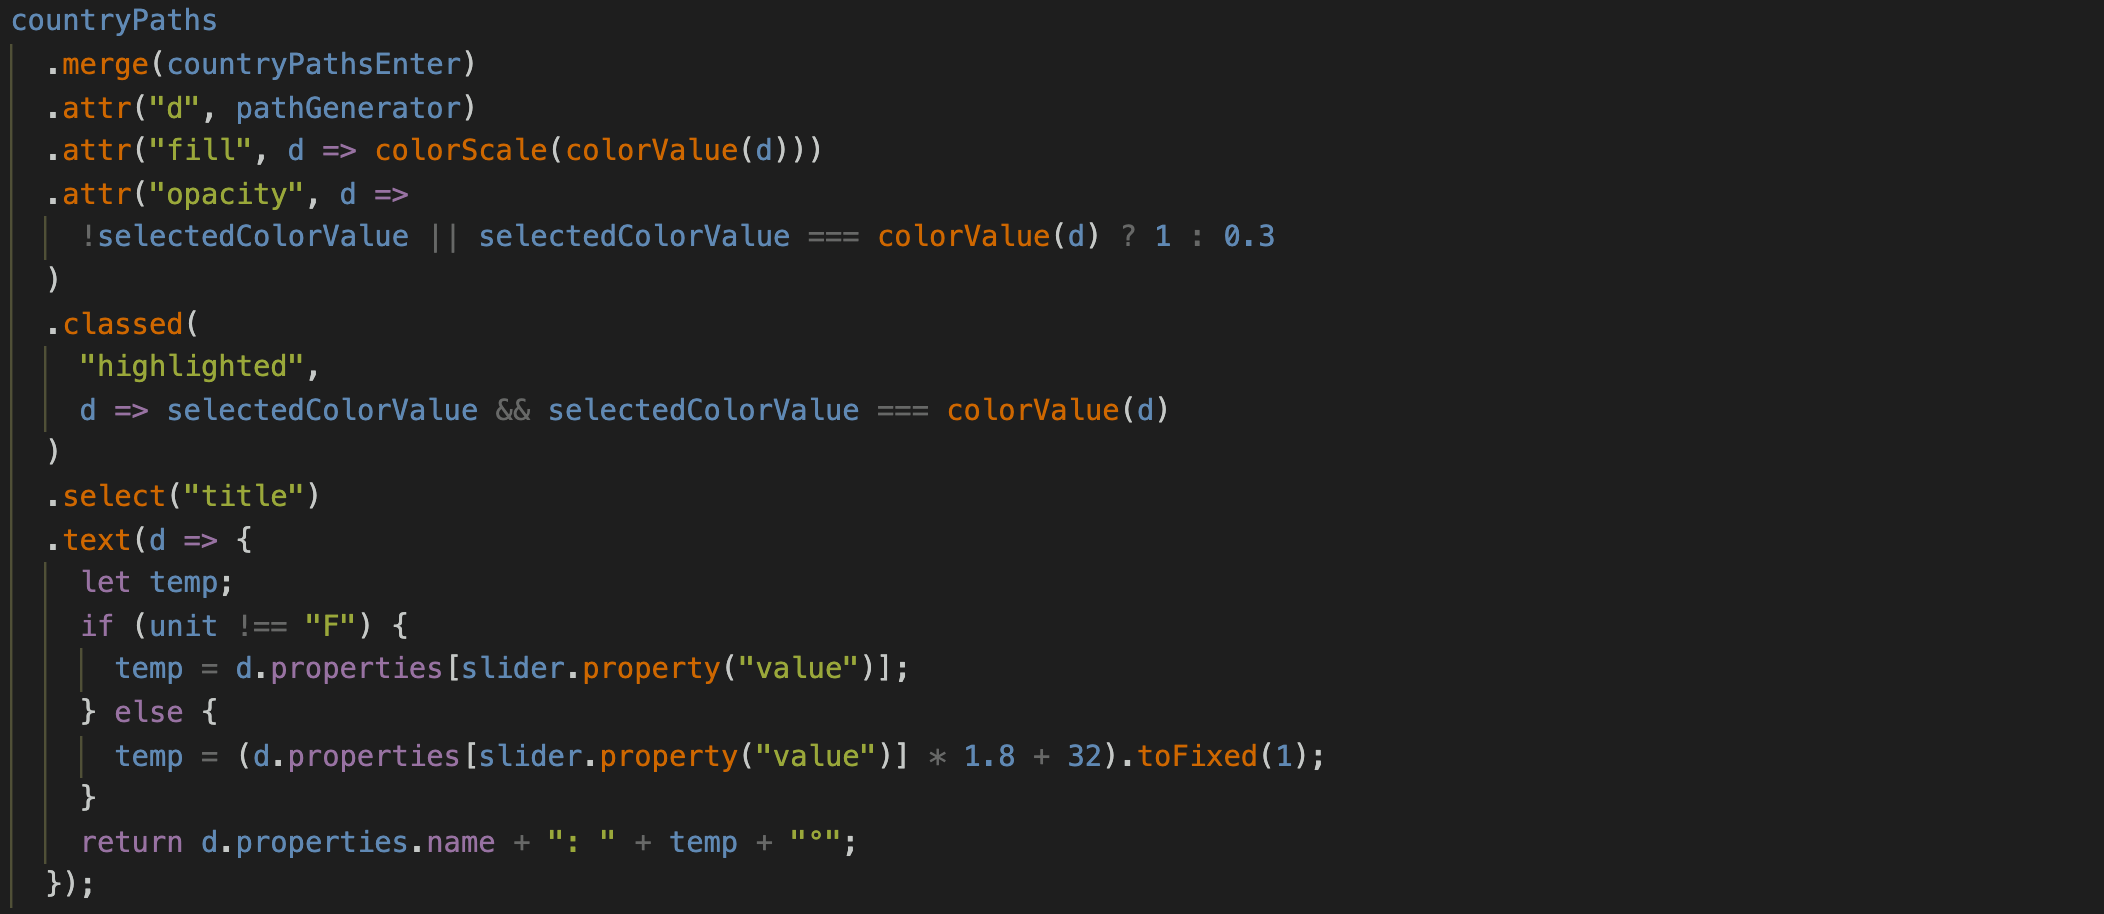 countryPaths
  .merge(countryPathsEnter)
  .attr("d", pathGenerator)
  .attr("fill", d => colorScale(colorValue(d)))
  .attr("opacity", d =>
    !selectedColorValue || selectedColorValue === colorValue(d) ? 1 : 0.3
  )
  .classed(
    "highlighted",
    d => selectedColorValue && selectedColorValue === colorValue(d)
  )
  .select("title")
  .text(d => {
    let temp;
    if (unit !== "F") {
      temp = d.properties[slider.property("value")];
    } else {
      temp = (d.properties[slider.property("value")] * 1.8 + 32).toFixed(1);
    }
    return d.properties.name + ": " + temp + "°";
  });